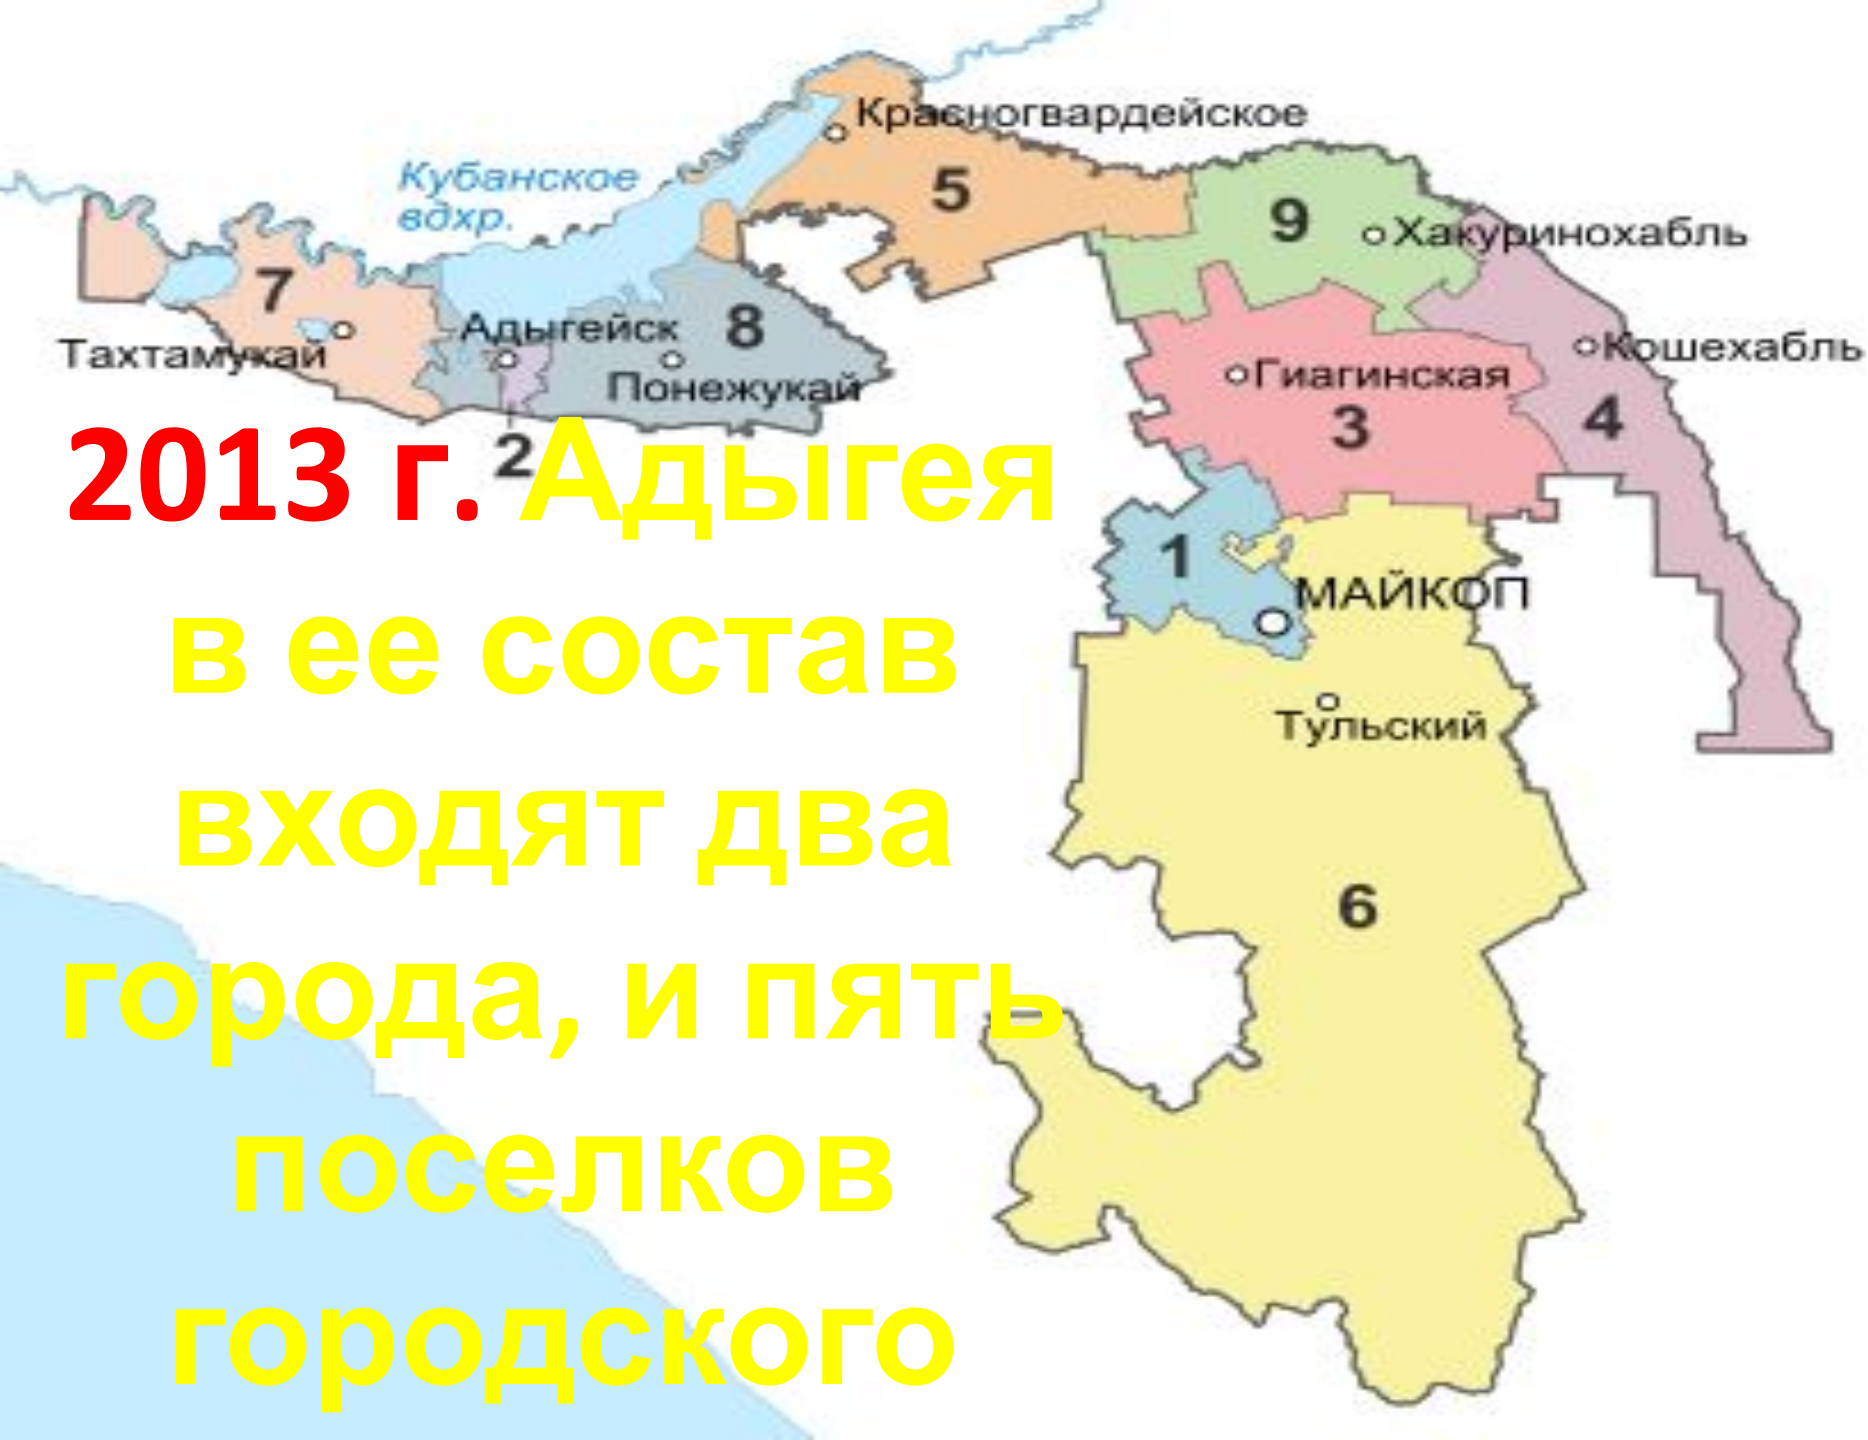 Красногвардейское
Кубанское
вдхр.
5
9
Хакуринохабль
7
Адыгейск
8
Тахтамукай
Понежукай
Кошехабль
Гиагинская
3
4
2
2013 г. Адыгея
в ее состав
входят два
города, и пять
поселков
городского
1
МАЙКОП
Тульский
6